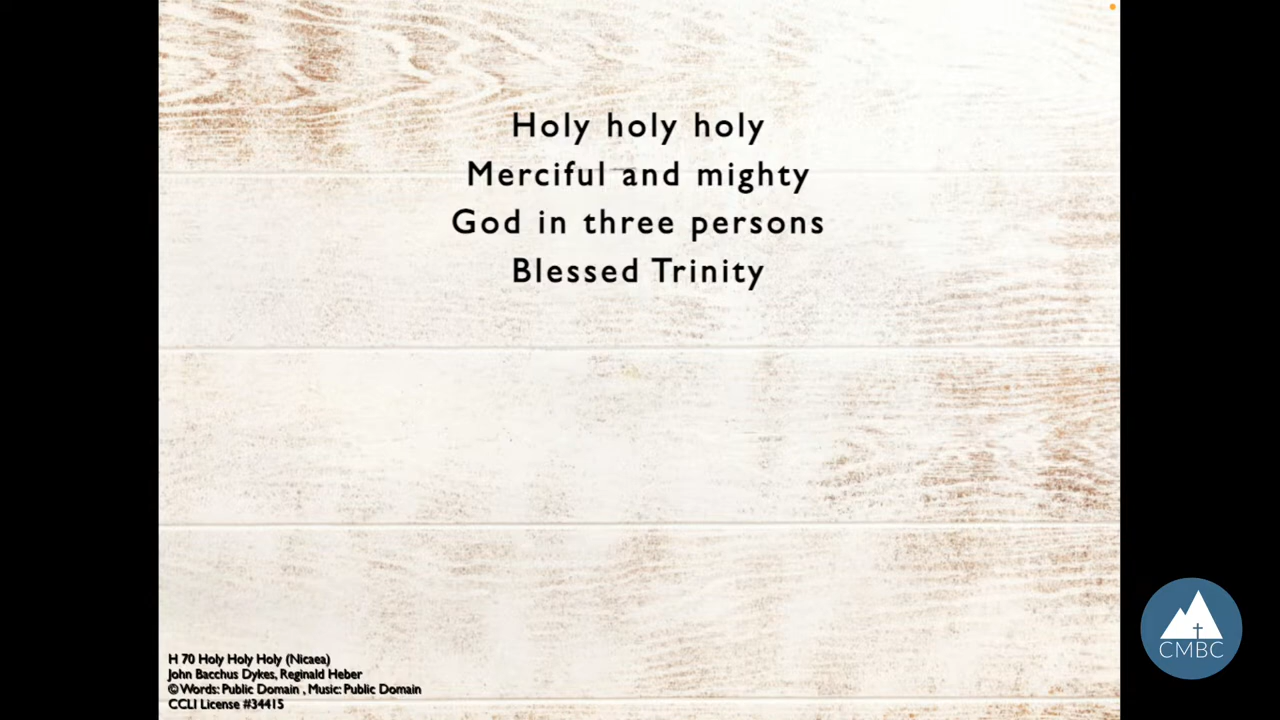 Holy holy holy
Merciful and mighty
God in three persons
Blessed Trinity
H 70 Holy Holy Holy (Nicaea)
John Bacchus Dykes, Reginald Heber
© Words: Public Domain , Music: Public Domain
CCLI License #34415
CMBC